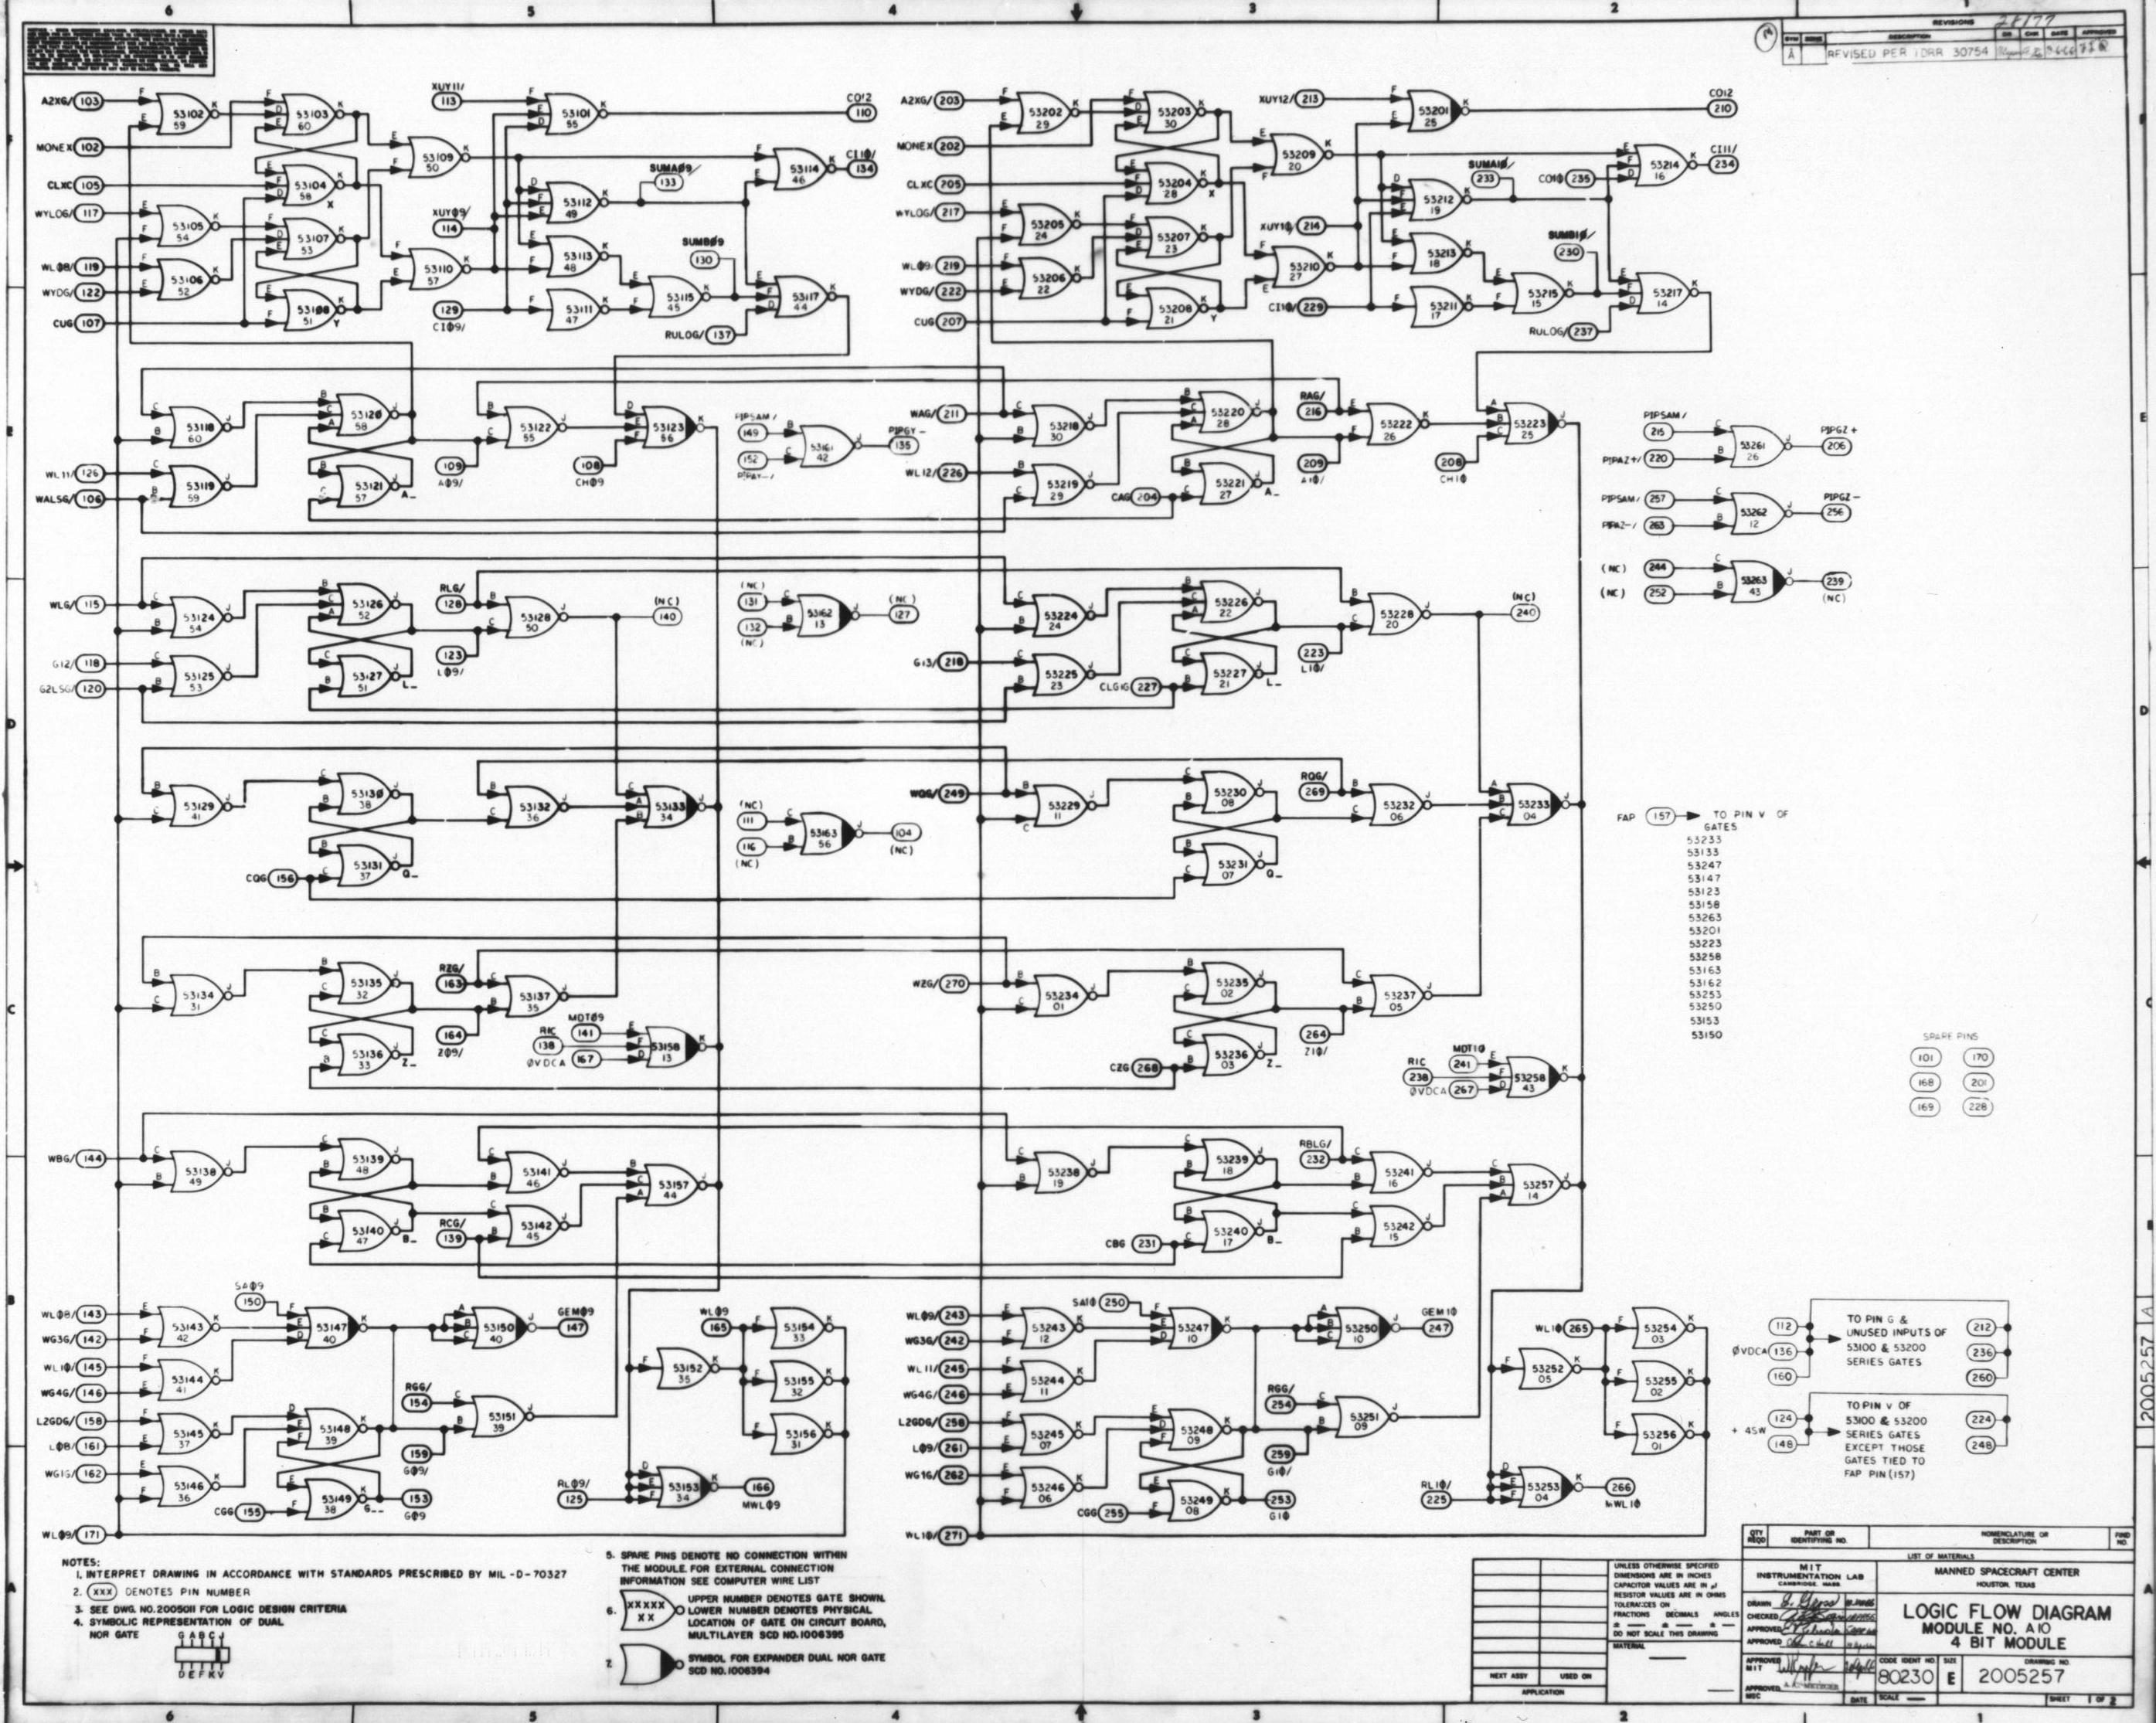 6 5 4 3 2 1
REVISIONS
28177
SYM ZONE DESCRIPTION DR CHK DATE APPROVED
A REVISED PER TDRR 30754
A2XG/ 103
MONEX 102
CLXC 105
WYLOG/ 117
WL08/ 119
WYDG/ 122
CUG 107
53102 59
53103 60
53104 58 X
53105 54
53106 52
53107 53
53108 51 Y
53109 50
53110 57
XUY11/ 113
XUY09/ 114
129 CI09/
53101 55
53112 49
53113 48
53111 47
53115 45
53114 46
53117 44
SUMA09/ 133
SUMB09 130
RULOG/ 137
CO12 110
CI10/ 134
A2XG/ 203
MONEX 202
CLXC 205
WYLOG/ 217
WL09/ 219
WYDG/ 222
CUG 207
53202 29
53203 30
53204 28 X
53205 24
53206 22
53207 23
53208 21 Y
53209 20
53210 27
XUY12/ 213
XUY10/ 214
CI10/ 229
53201 25
53212 19
53213 18
53211 17
53215 15
53214 16
53217 14
SUMA10/ 233
CO10 235
SUMB10/ 230
RULOG/ 237
CO12 210
CI11/ 234
WL11/ 126
WALSG/ 106
53118 60
53119 59
53120 58
53121 57 A_
109 A09/
53122 55
108 CH09
53123 56
PIPSAM/ 149
152 PIPAY-/
53161 42
PIPGY- 135
WAG/ 211
WL12/ 226
53218 30
53219 29
CAG 204
53220 28
53221 27 A_
RAG/ 216
209 A10/
53222 26
208 CH10
53223 25
PIPSAM/ 215
PIPAZ+/ 220
53261 26
PIPGZ+ 206
PIPSAM/ 257
PIPAZ-/ 263
53262 12
PIPGZ- 256
(NC) 244
(NC) 252
53263 43
239 (NC)
WLG/ 115
G12/ 118
G2LSG/ 120
53124 54
53125 53
53126 52
53127 51 L_
RLG/ 128
123 L09/
53128 50
(NC) 140
(NC) 131
132 (NC)
53162 13
(NC) 127
G13/ 218
53224 24
53225 23
CLG1G 227
53226 22
53227 21 L_
223 L10/
53228 20
(NC) 240
53129 41
CQG 156
53130 38
53131 37 Q_
53132 36
53133 34
(NC) 111
116 (NC)
53163 56
104 (NC)
WQG/ 249
53229 11
53230 08
53231 07 Q_
RQG/ 269
53232 06
53233 04
FAP 157 TO PIN V OF
GATES
53233
53133
53247
53147
53123
53158
53263
53201
53223
53258
53163
53162
53253
53250
53153
53150
53134 31
53135 32
53136 33 Z_
RZG/ 163
164 Z09/
53137 35
MDT09 141
RIC 138
0VDCA 167
53158 13
WZG/ 270
53234 01
CZG 268
53235 02
53236 03 Z_
264 Z10/
53237 05
MDT10 241
RIC 238
0VDCA 267
53258 43
SPARE PINS
101 170
168 201
169 228
WBG/ 144
53138 49
53139 48
53140 47 B_
RCG/ 139
53141 46
53142 45
53157 44
53238 19
CBG 231
53239 18
53240 17 B_
RBLG/ 232
53241 16
53242 15
53257 14
WL08/ 143
WG3G/ 142
WL10/ 145
WG4G/ 146
L2GDG/ 158
L08/ 161
WG1G/ 162
WL09/ 171
53143 42
53144 41
53145 37
53146 36
SA09 150
53147 40
53148 39
CGG 155
53149 38 G_
53150 40
GEM09 147
RGG/ 154
159 G09/
153 G09
53151 39
RL09/ 125
53152 35
53153 34
166 MWL09
WL09 165
53154 33
53155 32
53156 31
WL09/ 243
WG3G/ 242
WL11/ 245
WG4G/ 246
L2GDG/ 258
L09/ 261
WG1G/ 262
WL10/ 271
53243 12
53244 11
53245 07
53246 06
SA10 250
53247 10
53248 09
CGG 255
53249 08
53250 10
GEM10 247
RGG/ 254
259 G10/
253 G10
53251 09
RL10/ 225
53252 05
53253 04
266 MWL10
WL10 265
53254 03
53255 02
53256 01
112 TO PIN G & 212
0VDCA 136 UNUSED INPUTS OF 236
53100 & 53200
160 SERIES GATES 260
TO PIN V OF
124 53100 & 53200 224
+ 4SW SERIES GATES
148 EXCEPT THOSE 248
GATES TIED TO
FAP PIN (157)
NOTES:
1. INTERPRET DRAWING IN ACCORDANCE WITH STANDARDS PRESCRIBED BY MIL-D-70327
2. XXX DENOTES PIN NUMBER
3. SEE DWG. NO. 2005011 FOR LOGIC DESIGN CRITERIA
4. SYMBOLIC REPRESENTATION OF DUAL
NOR GATE
G A B C J
D E F K V
5. SPARE PINS DENOTE NO CONNECTION WITHIN
THE MODULE. FOR EXTERNAL CONNECTION
INFORMATION SEE COMPUTER WIRE LIST
6. XXXXX XX UPPER NUMBER DENOTES GATE SHOWN.
LOWER NUMBER DENOTES PHYSICAL
LOCATION OF GATE ON CIRCUIT BOARD,
MULTILAYER SCD NO. 1006395
7. SYMBOL FOR EXPANDER DUAL NOR GATE
SCD NO. 1006394
NEXT ASSY USED ON
APPLICATION
UNLESS OTHERWISE SPECIFIED
DIMENSIONS ARE IN INCHES
CAPACITOR VALUES ARE IN μf
RESISTOR VALUES ARE IN OHMS
TOLERANCES ON
FRACTIONS DECIMALS ANGLES
DO NOT SCALE THIS DRAWING
MATERIAL
QTY REQD PART OR IDENTIFYING NO. NOMENCLATURE OR DESCRIPTION FIND NO.
LIST OF MATERIALS
MIT
INSTRUMENTATION LAB
CAMBRIDGE, MASS.
MANNED SPACECRAFT CENTER
HOUSTON, TEXAS
DRAWN
CHECKED
APPROVED
APPROVED
APPROVED MIT
APPROVED MSC
DATE
LOGIC FLOW DIAGRAM
MODULE NO. A10
4 BIT MODULE
CODE IDENT NO. 80230
SIZE E
DRAWING NO. 2005257
SCALE
SHEET 1 OF 2
2005257 A
6 5 4 3 2 1